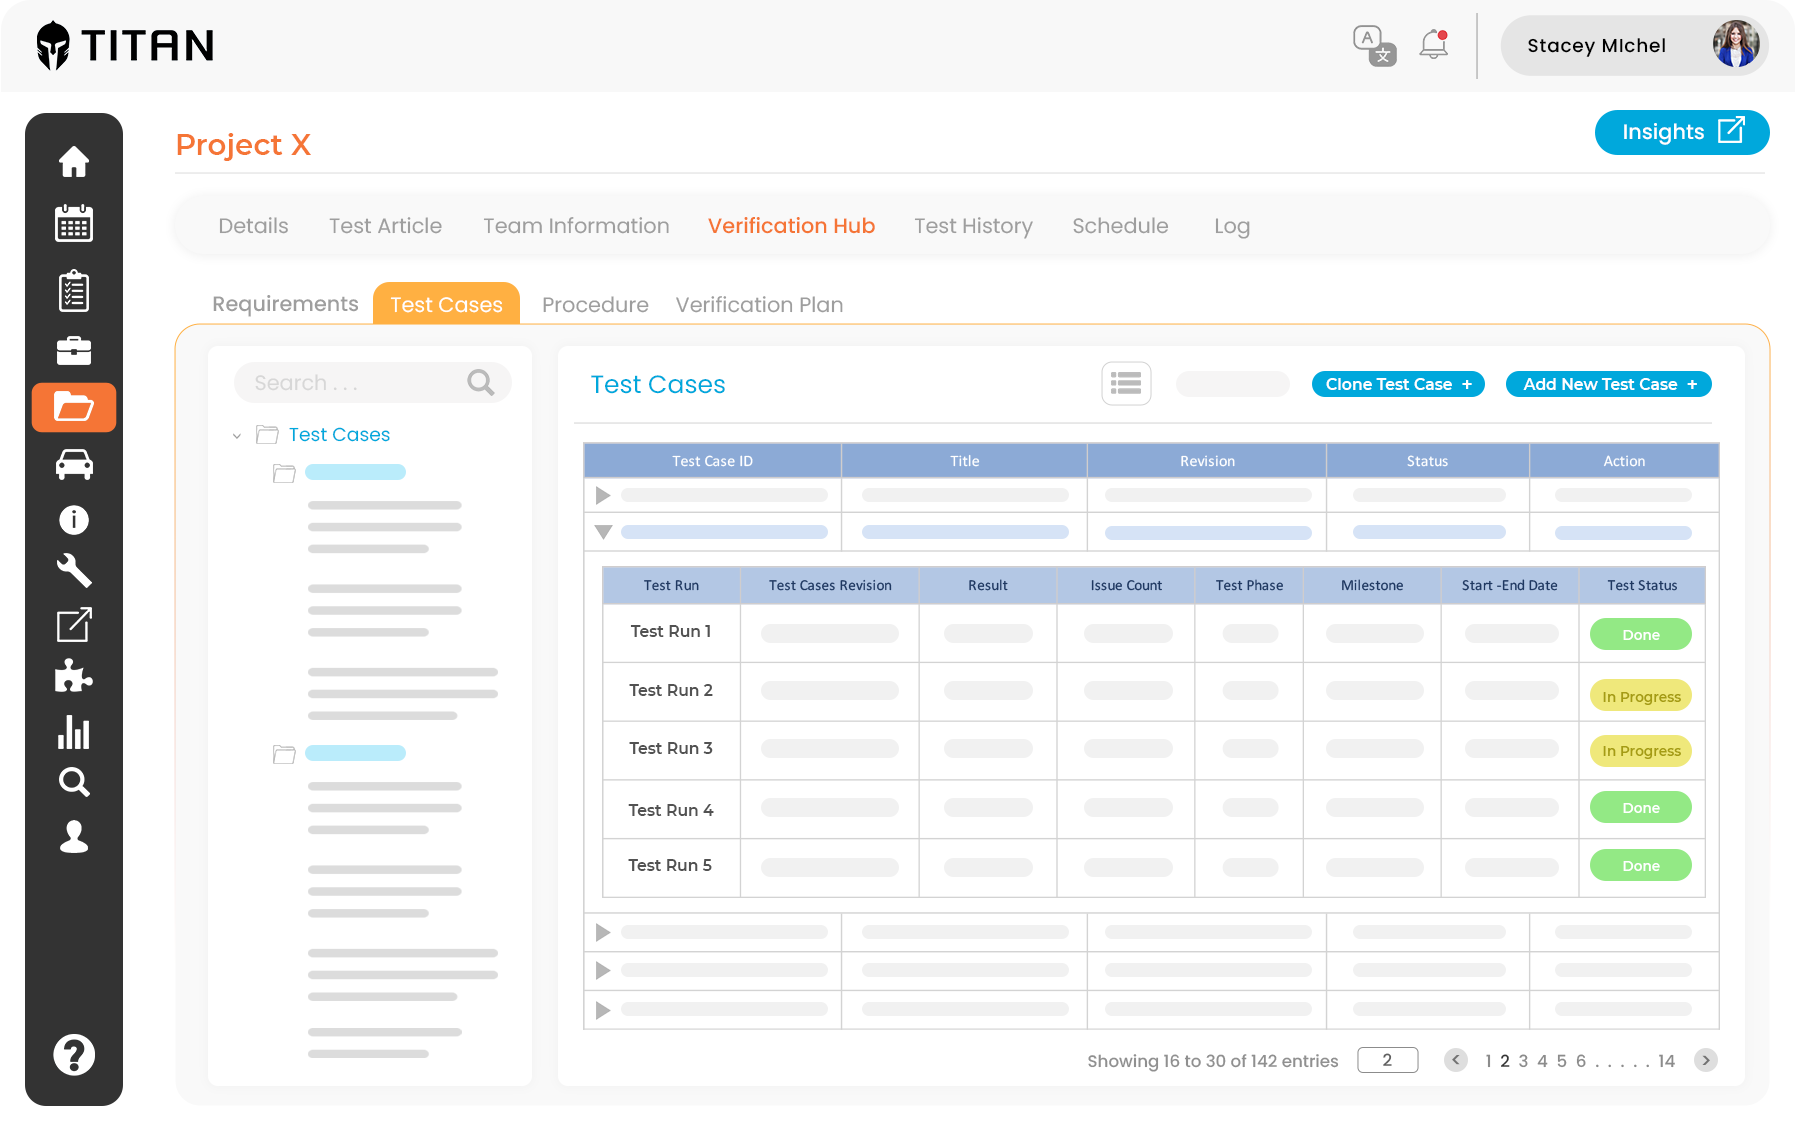 TITAN
A 文
Stacey MIchel
Project X
Insights
Details Test Article Team Information Verification Hub Test History Schedule Log
Requirements Test Cases Procedure Verification Plan
Search . . .
Test Cases
Test Cases
Clone Test Case +
Add New Test Case +
Test Case ID Title Revision Status Action
Test Run Test Cases Revision Result Issue Count Test Phase Milestone Start -End Date Test Status
Test Run 1 Done
Test Run 2 In Progress
Test Run 3 In Progress
Test Run 4 Done
Test Run 5 Done
Showing 16 to 30 of 142 entries 2 < 1 2 3 4 5 6 . . . . . 14 >